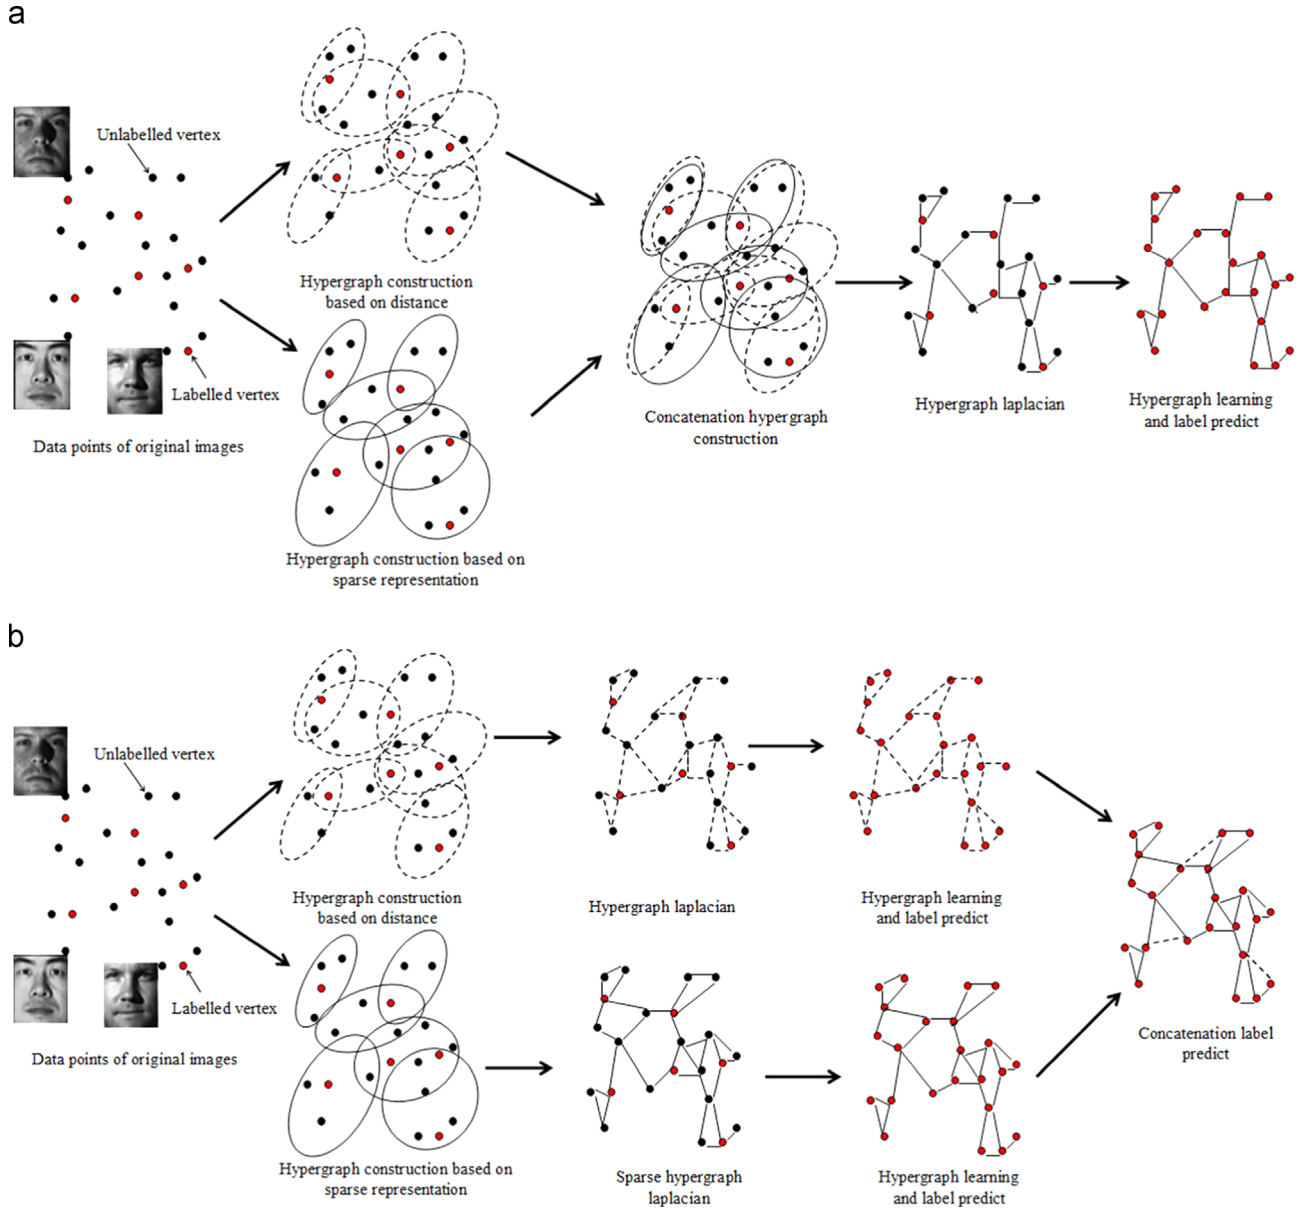 a
Unlabelled vertex
Labelled vertex
Data points of original images
Hypergraph construction
based on distance
Hypergraph construction based on
sparse representation
Concatenation hypergraph
construction
Hypergraph laplacian
Hypergraph learning
and label predict
b
Unlabelled vertex
Labelled vertex
Data points of original images
Hypergraph construction
based on distance
Hypergraph laplacian
Hypergraph learning
and label predict
Hypergraph construction based on
sparse representation
Sparse hypergraph
laplacian
Hypergraph learning
and label predict
Concatenation label
predict